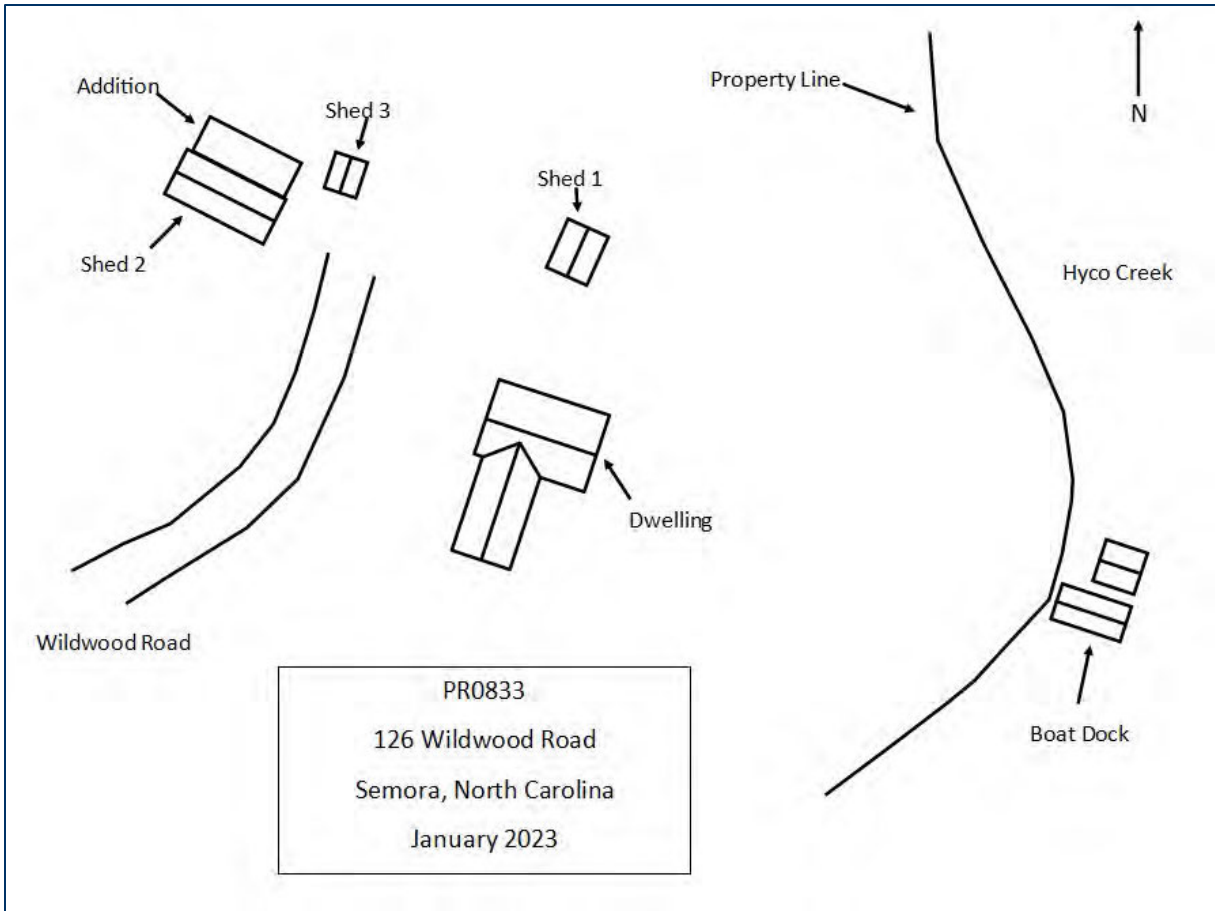 Property Line
N
Addition
Shed 3
Shed 1
Shed 2
Hyco Creek
Dwelling
Wildwood Road
Boat Dock
PR0833
126 Wildwood Road
Semora, North Carolina
January 2023